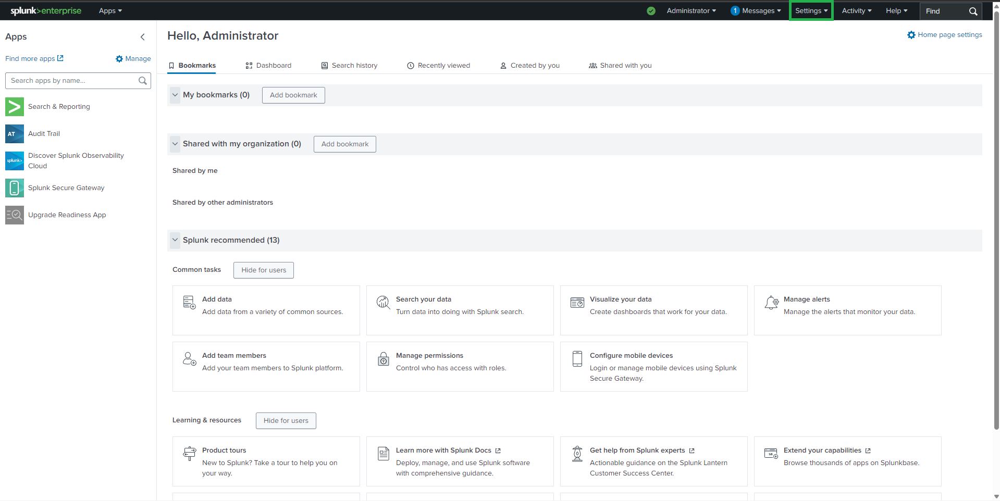 splunk>enterprise Apps Administrator 1 Messages Settings Activity Help Find
Apps
Find more apps Manage
Search apps by name...
Search & Reporting
AT Audit Trail
splunk> Discover Splunk Observability
Cloud
Splunk Secure Gateway
Upgrade Readiness App
Hello, Administrator
Home page settings
Bookmarks Dashboard Search history Recently viewed Created by you Shared with you
My bookmarks (0) Add bookmark
Shared with my organization (0) Add bookmark
Shared by me
Shared by other administrators
Splunk recommended (13)
Common tasks Hide for users
Add data
Add data from a variety of common sources.
Search your data
Turn data into doing with Splunk search.
Visualize your data
Create dashboards that work for your data.
Manage alerts
Manage the alerts that monitor your data.
Add team members
Add your team members to Splunk platform.
Manage permissions
Control who has access with roles.
Configure mobile devices
Login or manage mobile devices using Splunk
Secure Gateway.
Learning & resources Hide for users
Product tours
New to Splunk? Take a tour to help you on
your way.
Learn more with Splunk Docs
Deploy, manage, and use Splunk software
with comprehensive guidance.
Get help from Splunk experts
Actionable guidance on the Splunk Lantern
Customer Success Center.
Extend your capabilities
Browse thousands of apps on Splunkbase.